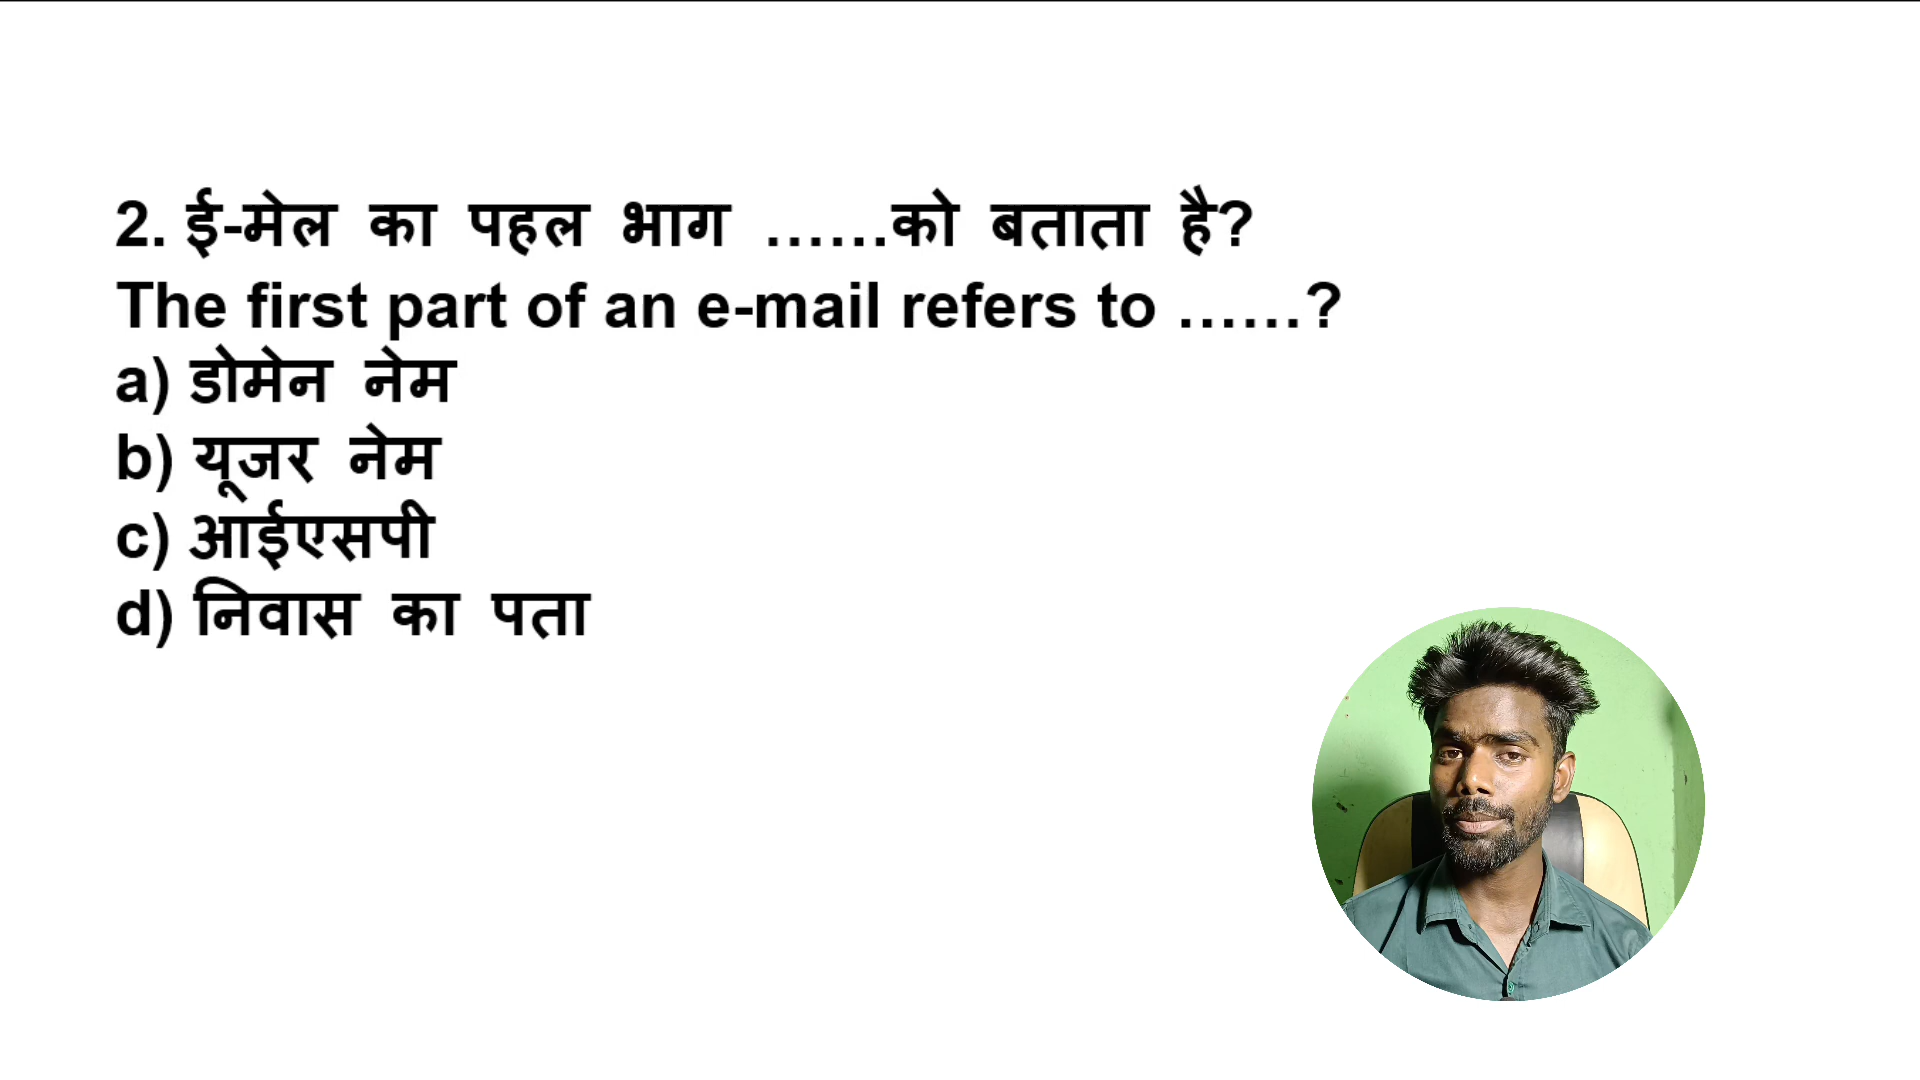 2. ई-मेल का पहल भाग ......को बताता है?
The first part of an e-mail refers to ......?
a) डोमेन नेम
b) यूजर नेम
c) आईएसपी
d) निवास का पता